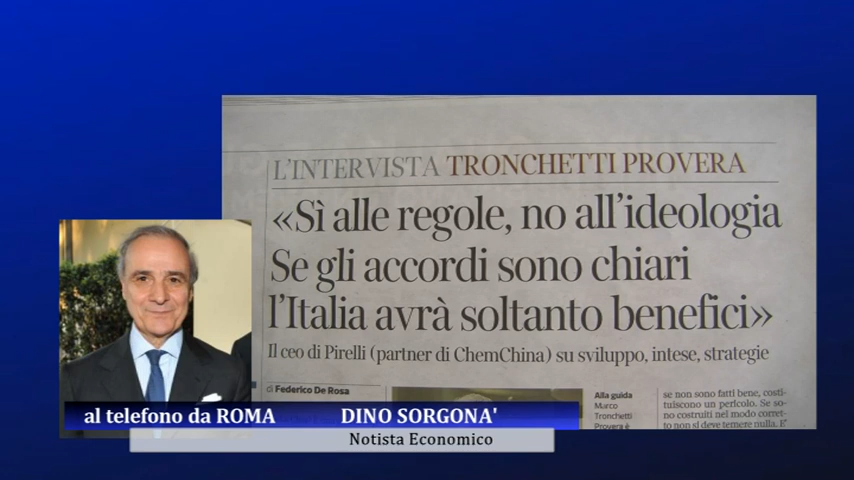 L'INTERVISTA TRONCHETTI PROVERA
«Sì alle regole, no all'ideologia
Se gli accordi sono chiari
l'Italia avrà soltanto benefici»
Il ceo di Pirelli (partner di ChemChina) su sviluppo, intese, strategie
di Federico De Rosa
Alla guida
Marco
Tronchetti
Provera è
se non sono fatti bene, costi-
tuiscono un pericolo. Se so-
no costruiti nel modo corret-
to non si deve temere nulla. E'
al telefono da ROMA DINO SORGONA'
Notista Economico